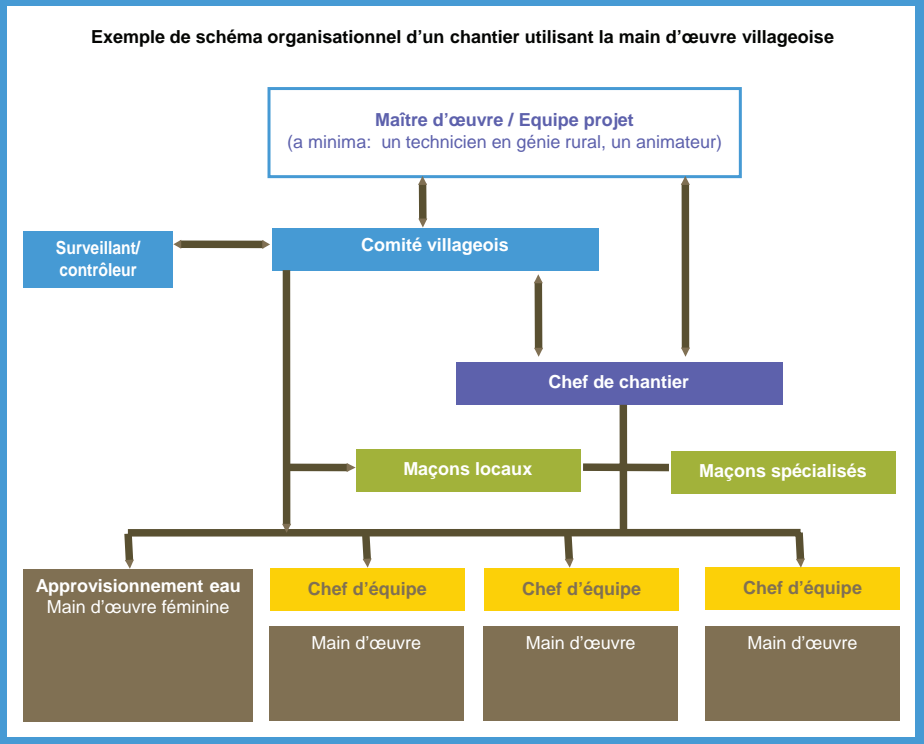 Exemple de schéma organisationnel d'un chantier utilisant la main d'œuvre villageoise
Maître d'œuvre / Equipe projet
(a minima: un technicien en génie rural, un animateur)
Surveillant/
contrôleur
Comité villageois
Chef de chantier
Maçons locaux
Maçons spécialisés
Approvisionnement eau
Main d'œuvre féminine
Chef d'équipe
Main d'œuvre
Chef d'équipe
Main d'œuvre
Chef d'équipe
Main d'œuvre